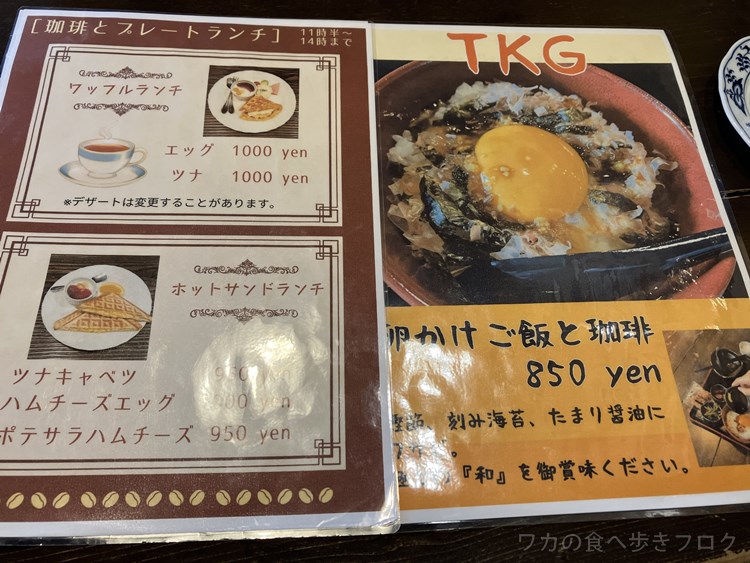 [珈琲とプレートランチ]
11時半～
14時まで
ワッフルランチ
エッグ 1000 yen
ツナ 1000 yen
※デザートは変更することがあります。
ホットサンドランチ
ツナキャベツ yen
ハムチーズエッグ yen
ポテサラハムチーズ 950 yen
TKG
卵かけご飯と珈琲
850 yen
刻み海苔、たまり醤油に
『和』を御賞味ください。
ワカの食べ歩きブログ